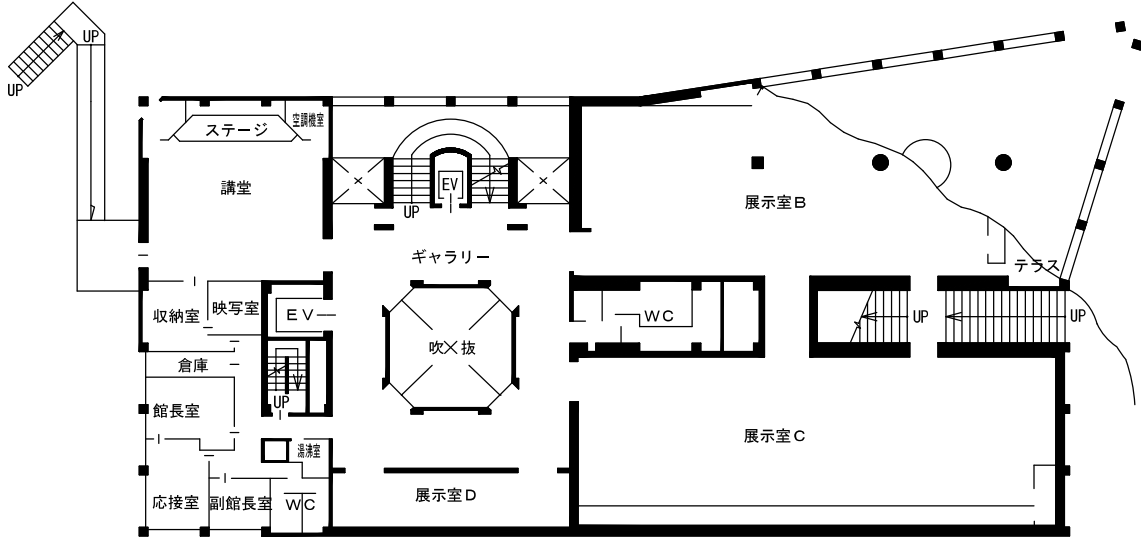 UP
UP
ステージ
空調機室
講堂
EV
UP
展示室B
ギャラリー
テラス
収納室
映写室
EV
WC
UP
UP
吹抜
倉庫
館長室
UP
展示室C
湯沸室
応接室
副館長室
WC
展示室D